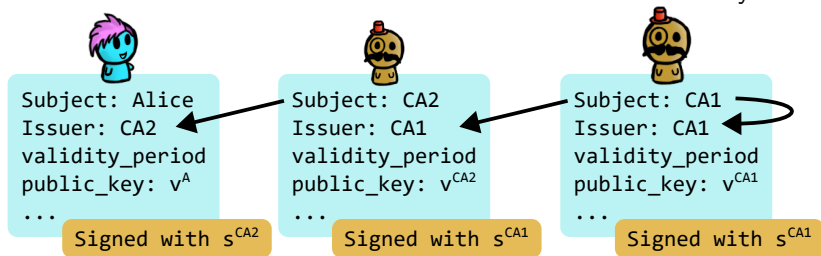 Subject: Alice
Issuer: CA2
validity_period
public_key: v^A
...
Signed with s^CA2
Subject: CA2
Issuer: CA1
validity_period
public_key: v^CA2
...
Signed with s^CA1
Subject: CA1
Issuer: CA1
validity_period
public_key: v^CA1
...
Signed with s^CA1